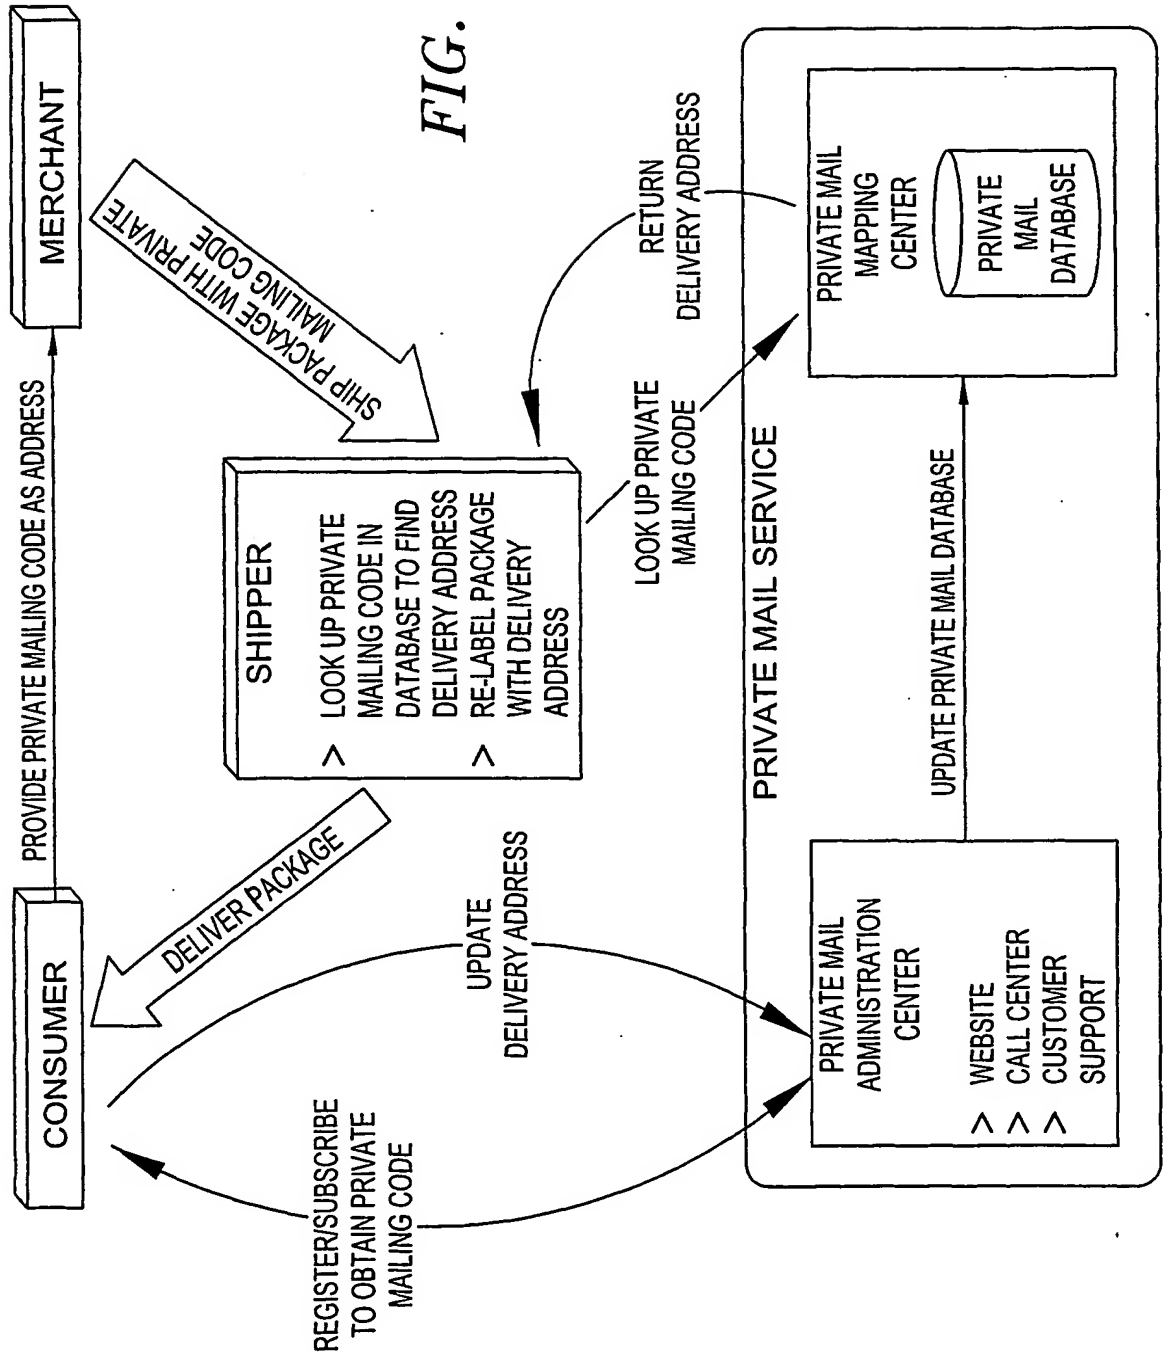 CONSUMER
PROVIDE PRIVATE MAILING CODE AS ADDRESS
MERCHANT
SHIP PACKAGE WITH PRIVATE
MAILING CODE
DELIVER PACKAGE
SHIPPER
> LOOK UP PRIVATE
MAILING CODE IN
DATABASE TO FIND
DELIVERY ADDRESS
> RE-LABEL PACKAGE
WITH DELIVERY
ADDRESS
FIG.
REGISTER/SUBSCRIBE
TO OBTAIN PRIVATE
MAILING CODE
UPDATE
DELIVERY ADDRESS
LOOK UP PRIVATE
MAILING CODE
RETURN
DELIVERY ADDRESS
PRIVATE MAIL SERVICE
PRIVATE MAIL
ADMINISTRATION
CENTER
> WEBSITE
> CALL CENTER
> CUSTOMER
SUPPORT
UPDATE PRIVATE MAIL DATABASE
PRIVATE MAIL
MAPPING
CENTER
PRIVATE
MAIL
DATABASE